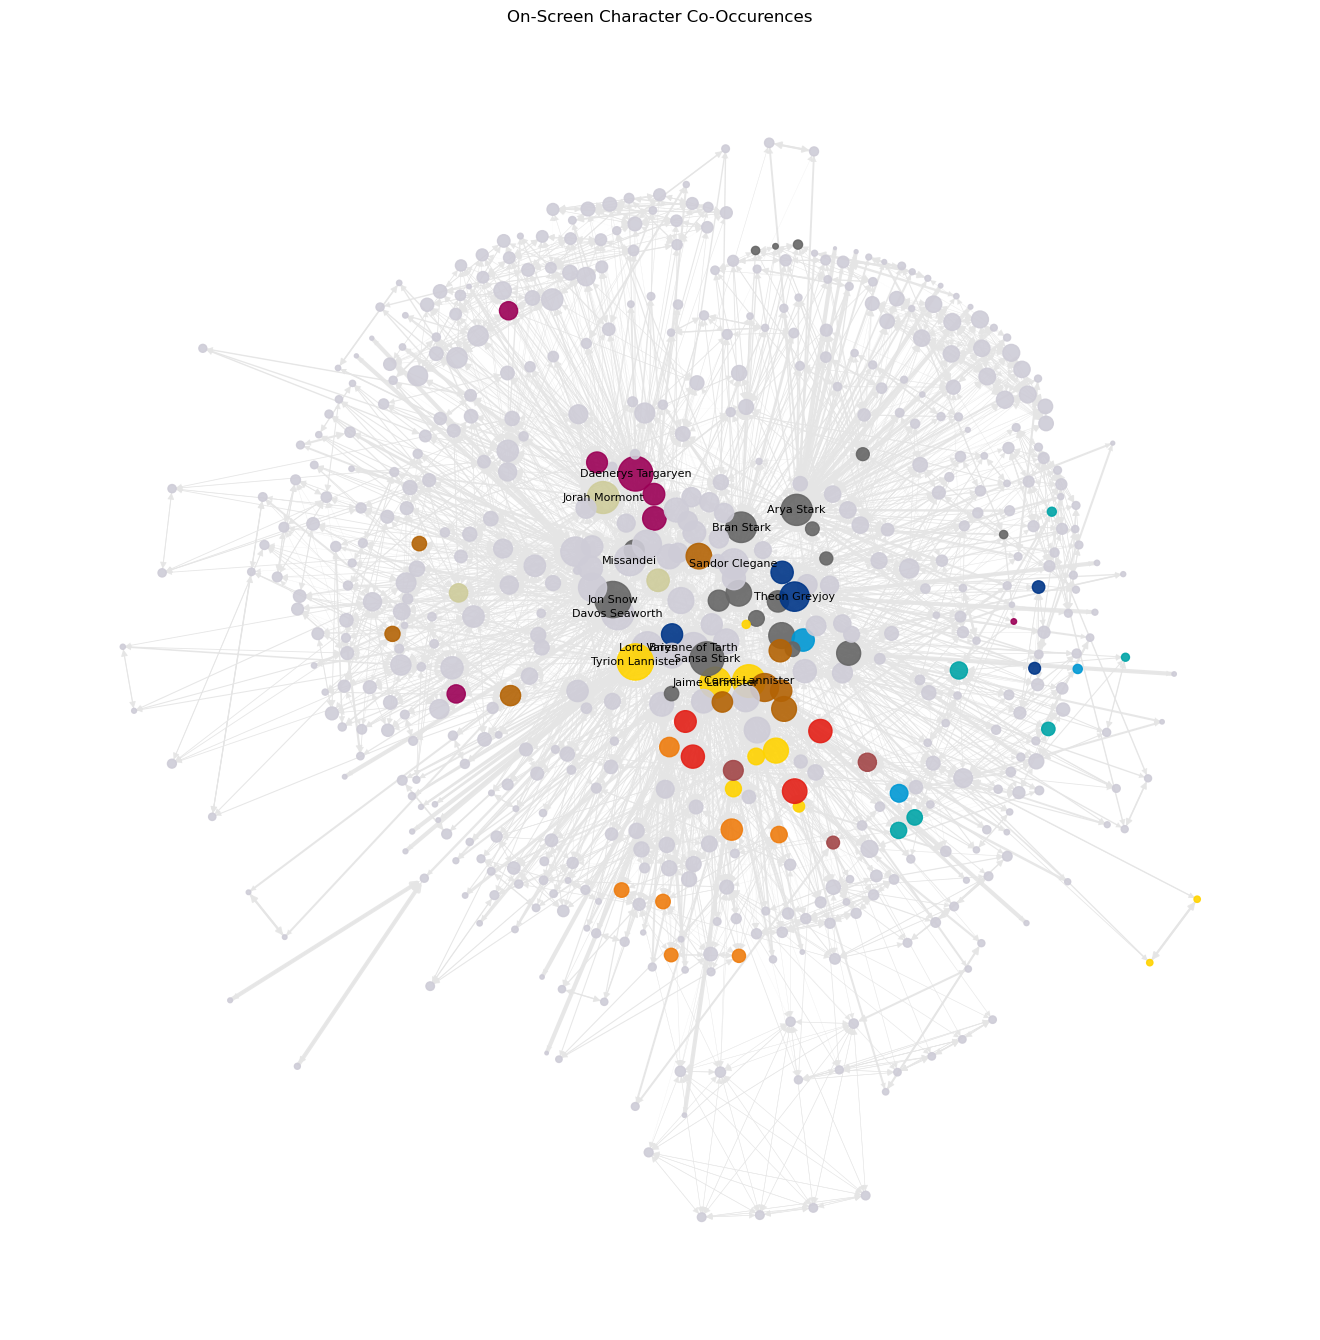 On-Screen Character Co-Occurences
Daenerys Targaryen
Jorah Mormont
Arya Stark
Bran Stark
Missandei
Sandor Clegane
Jon Snow
Theon Greyjoy
Davos Seaworth
Lord Varys
Brienne of Tarth
Sansa Stark
Tyrion Lannister
Jaime Lannister
Cersei Lannister